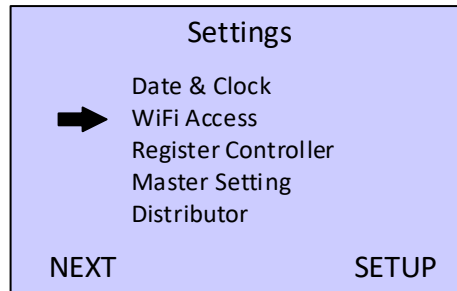 Settings
Date & Clock
WiFi Access
Register Controller
Master Setting
Distributor
NEXT SETUP